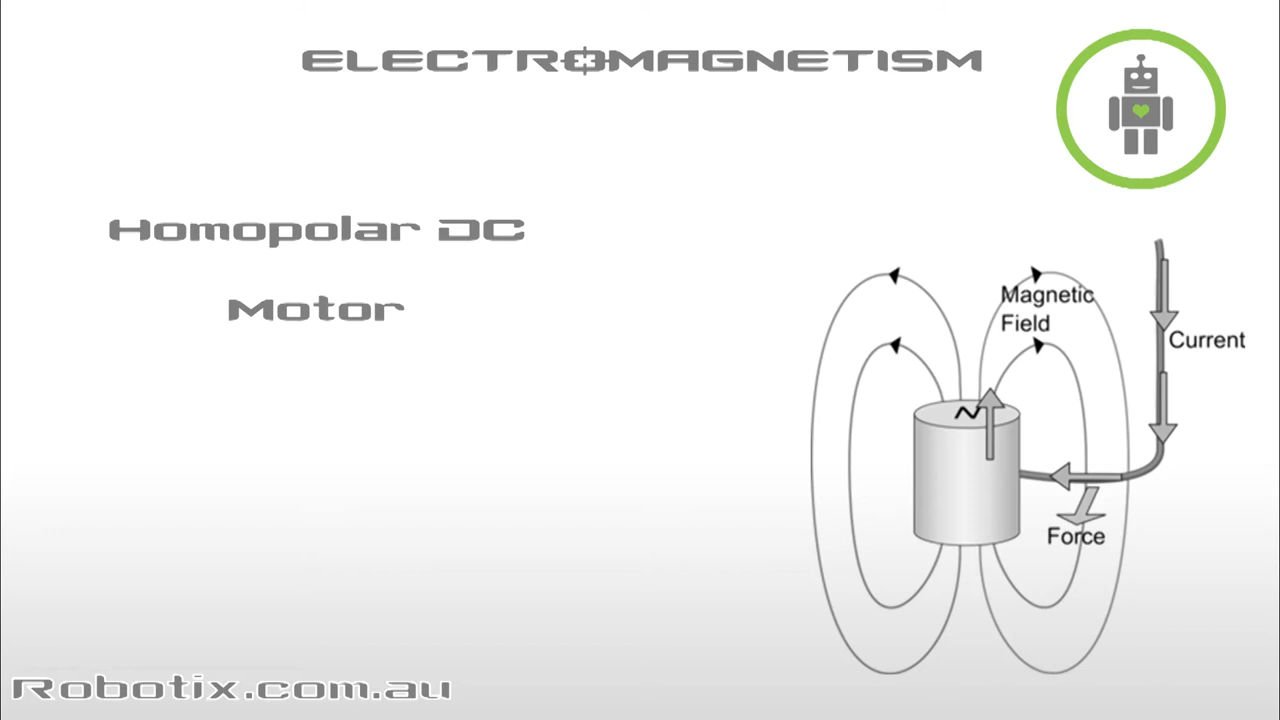 ELECTROMAGNETISM
Homopolar DC
Motor
Magnetic
Field
Current
N
Force
Robotix.com.au